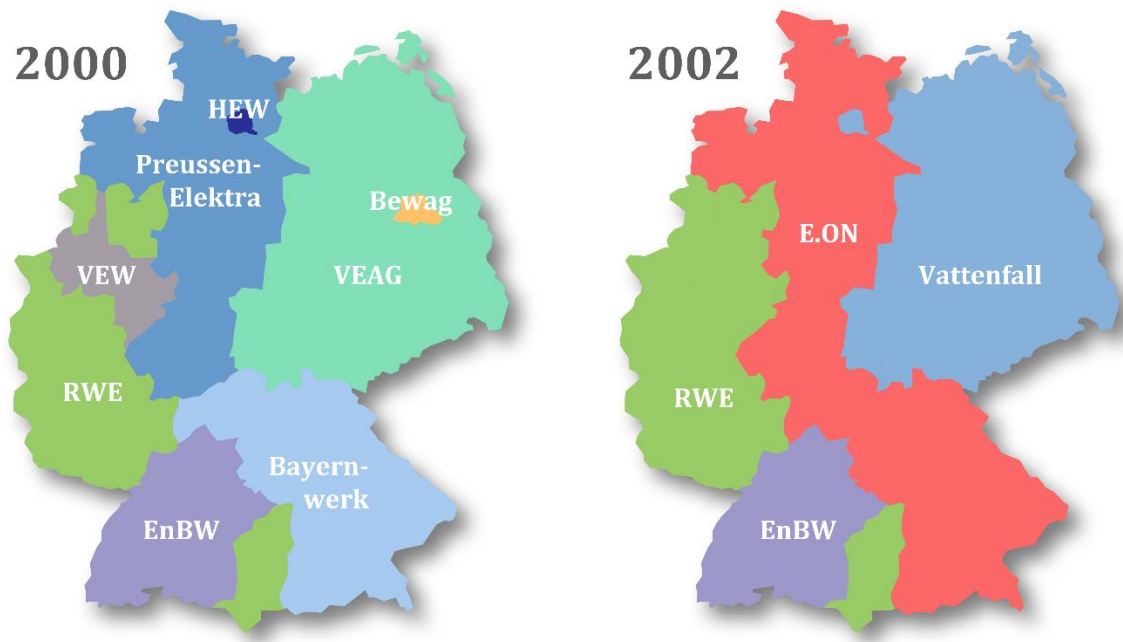 2000
HEW
Preussen-
Elektra
Bewag
VEW
VEAG
RWE
Bayern-
werk
EnBW
2002
E.ON
Vattenfall
RWE
EnBW